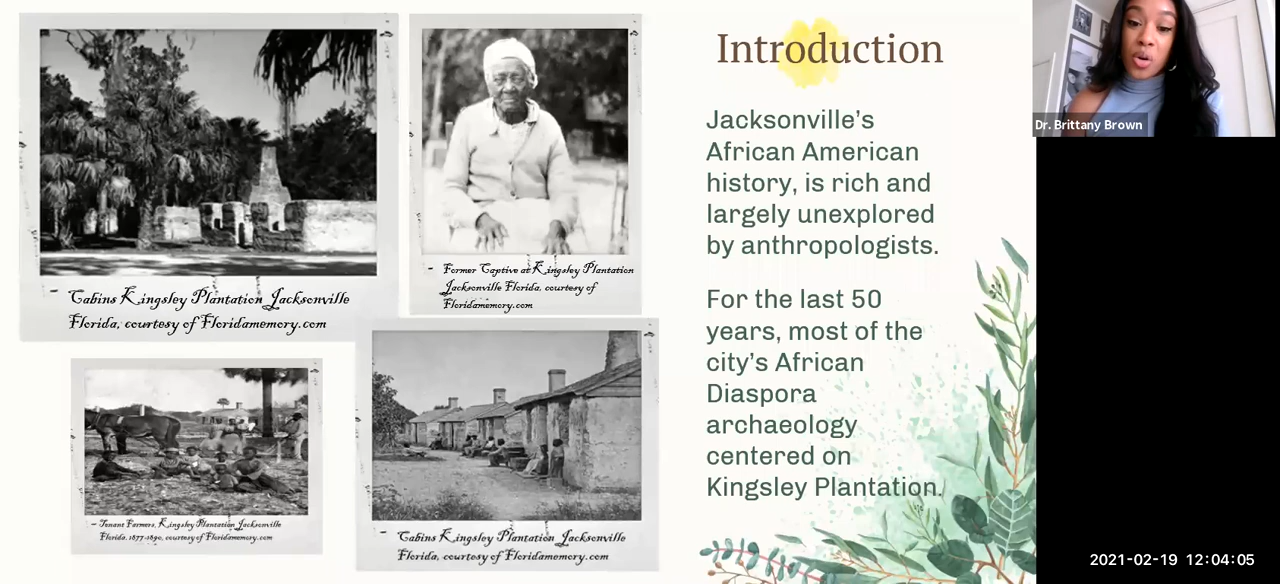 Introduction
Jacksonville's
African American
history, is rich and
largely unexplored
by anthropologists.
For the last 50
years, most of the
city's African
Diaspora
archaeology
centered on
Kingsley Plantation.
- Cabins Kingsley Plantation Jacksonville
Florida, courtesy of Floridamemory.com
- Former Captive at Kingsley Plantation
Jacksonville Florida, courtesy of
Floridamemory.com
- Tenant Farmers, Kingsley Plantation Jacksonville
Florida, 1877-1890, courtesy of Floridamemory.com
- Cabins Kingsley Plantation Jacksonville
Florida, courtesy of Floridamemory.com
Dr. Brittany Brown
2021-02-19 12:04:05